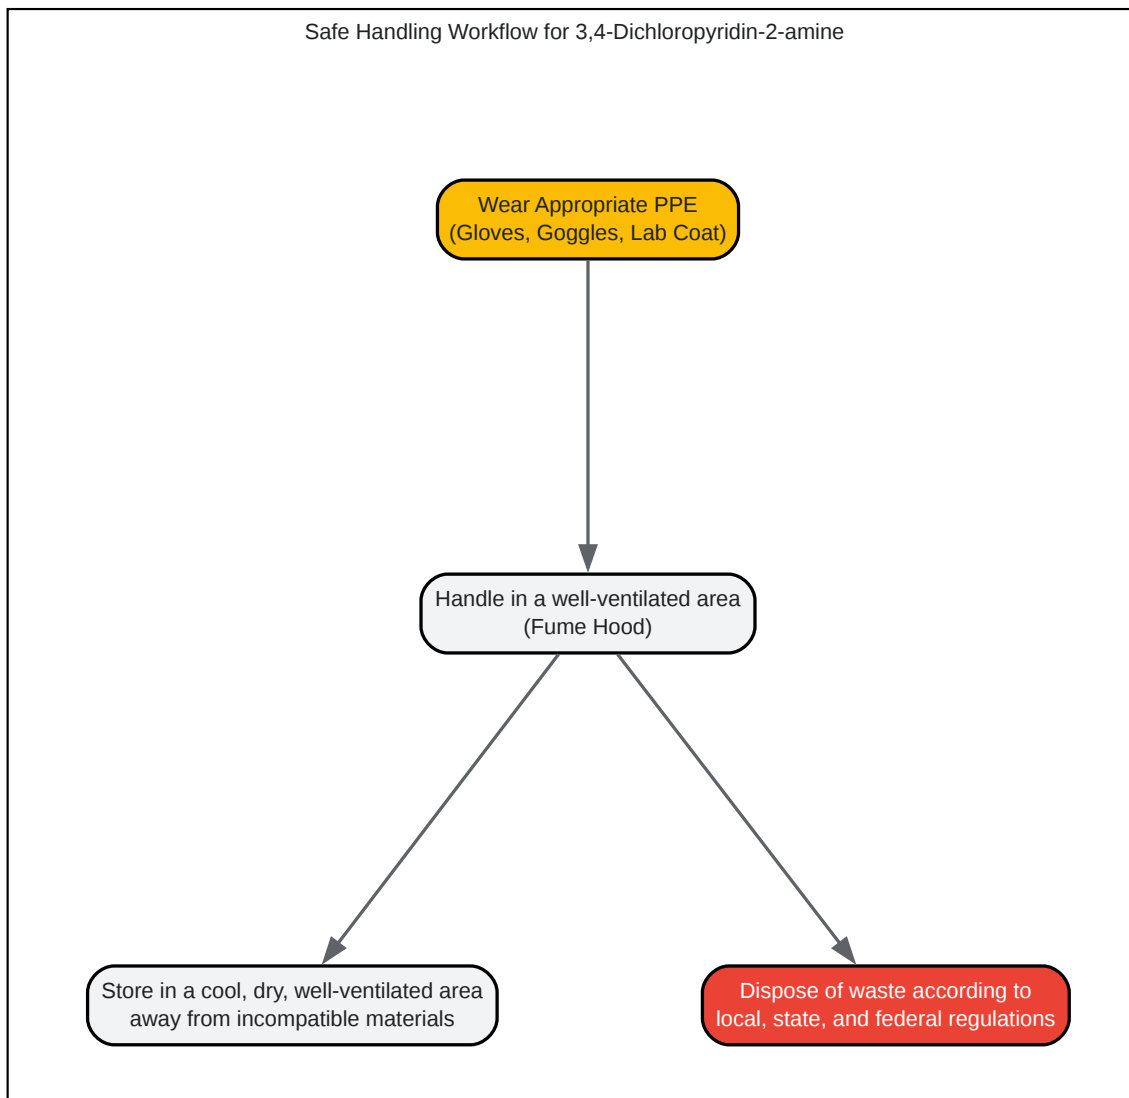 Safe Handling Workflow for 3,4-Dichloropyridin-2-amine
Wear Appropriate PPE
(Gloves, Goggles, Lab Coat)
Handle in a well-ventilated area
(Fume Hood)
Store in a cool, dry, well-ventilated area
away from incompatible materials
Dispose of waste according to
local, state, and federal regulations